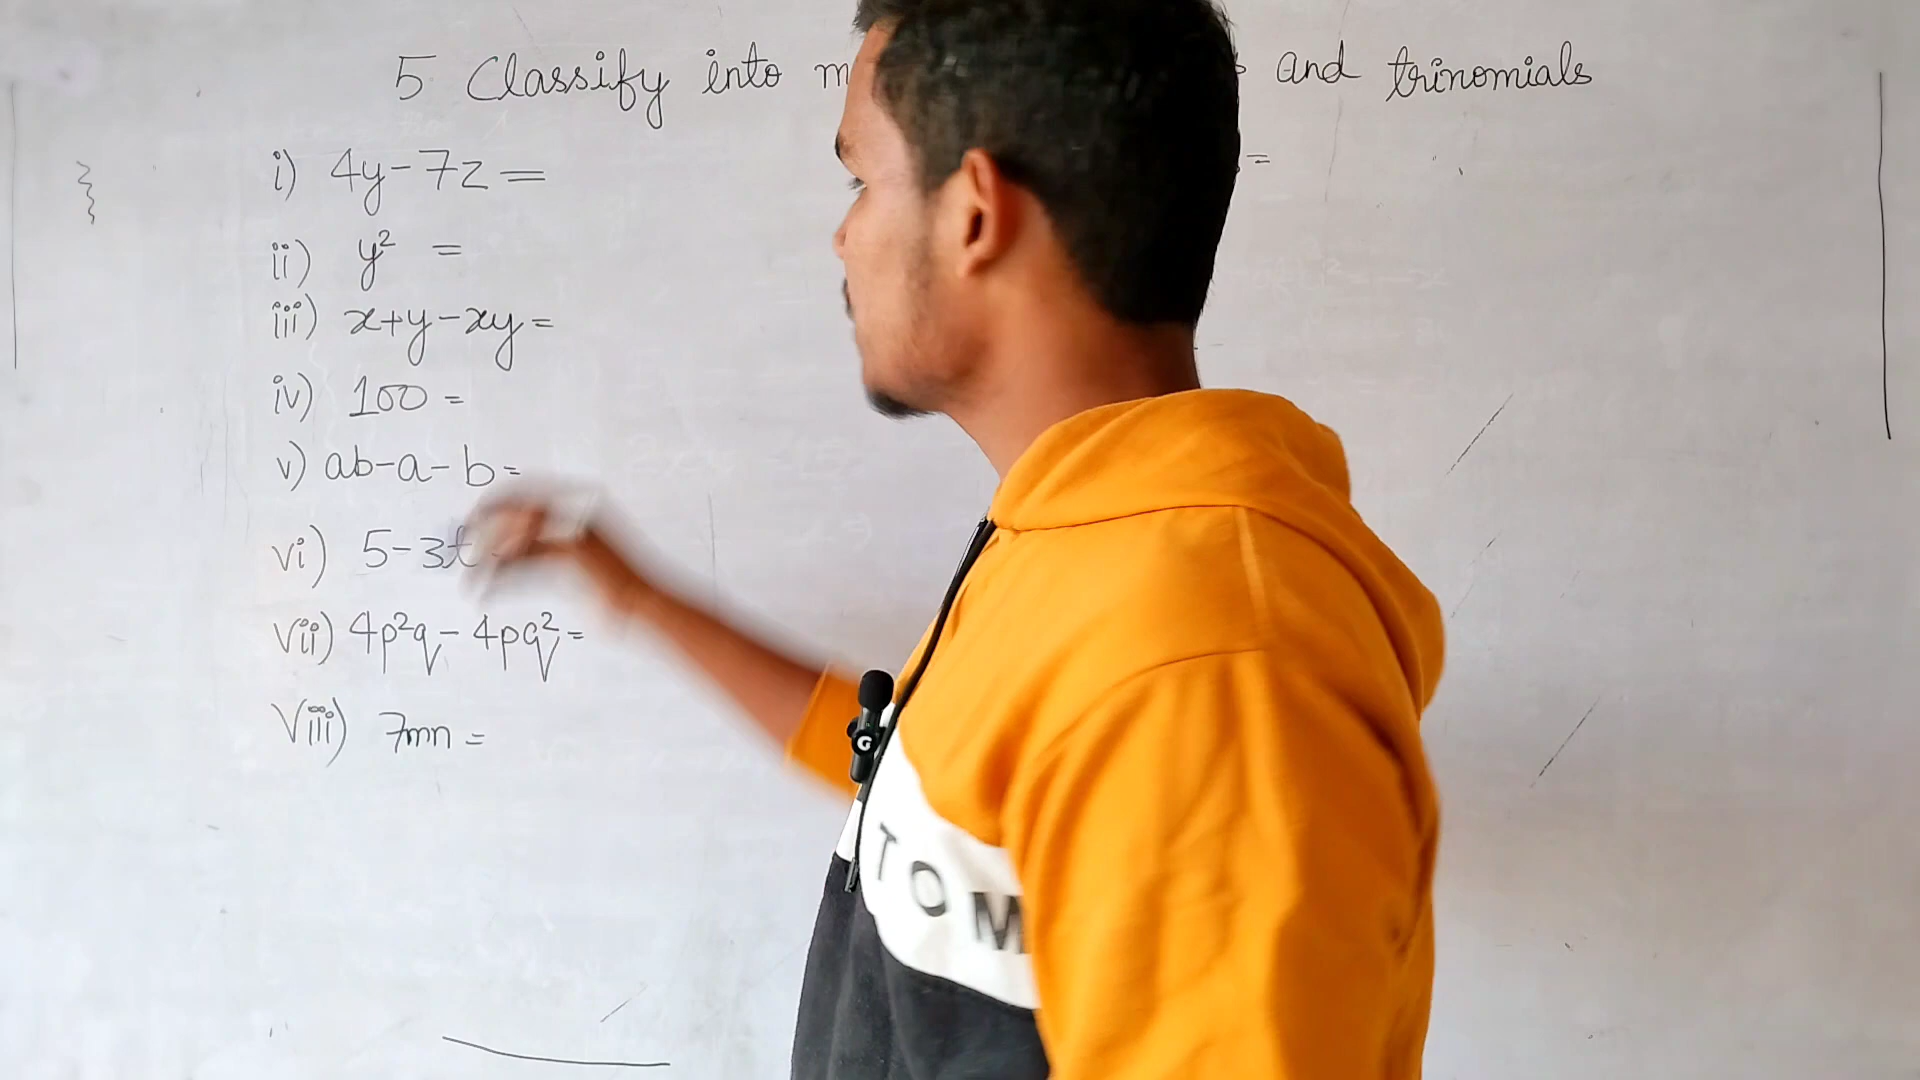 5 Classify into and trinomials
i) 4y-7z=
=
ii) y² =
iii) x+y-xy=
iv) 100=
v) ab-a-b=
vi) 5-3t
vii) 4p²q-4pq²=
viii) 7mn=
G
TOM